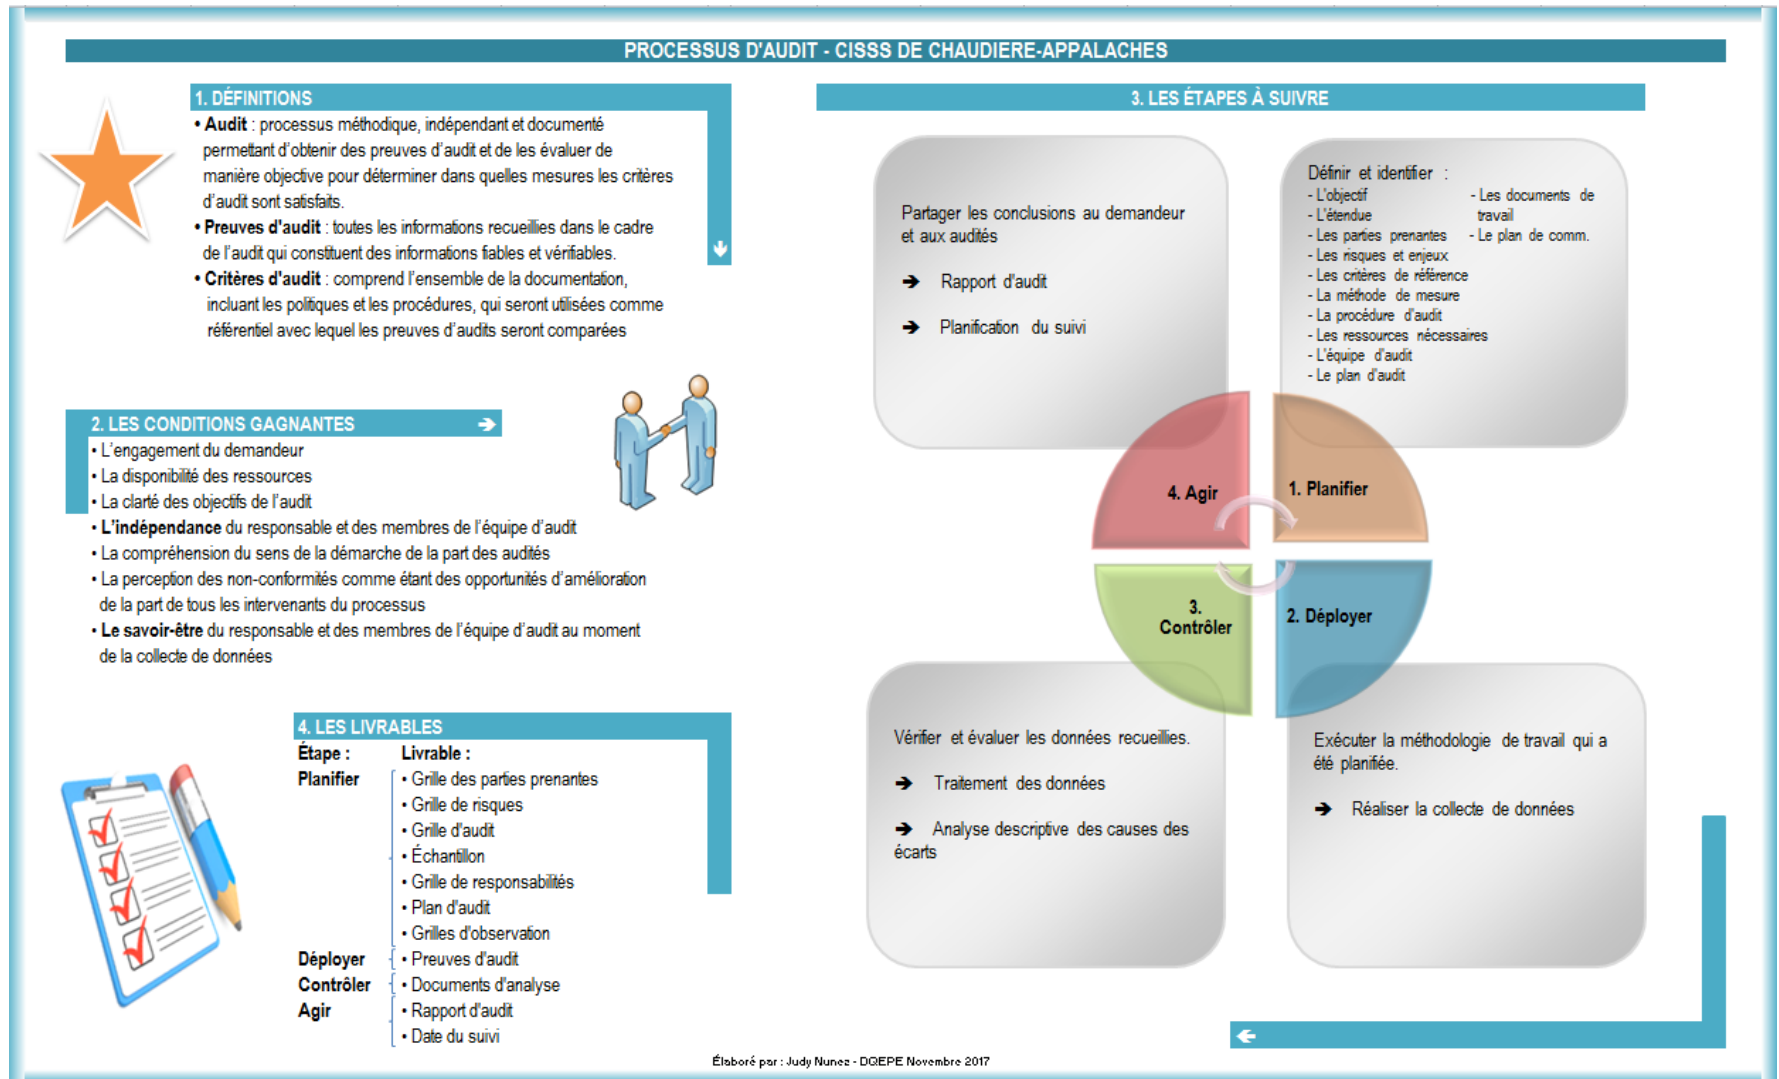 PROCESSUS D'AUDIT - CISSS DE CHAUDIERE-APPALACHES
1. DÉFINITIONS
• Audit : processus méthodique, indépendant et documenté
permettant d'obtenir des preuves d'audit et de les évaluer de
manière objective pour déterminer dans quelles mesures les critères
d'audit sont satisfaits.
• Preuves d'audit : toutes les informations recueillies dans le cadre
de l'audit qui constituent des informations fiables et vérifiables.
• Critères d'audit : comprend l'ensemble de la documentation,
incluant les politiques et les procédures, qui seront utilisées comme
référentiel avec lequel les preuves d'audits seront comparées
2. LES CONDITIONS GAGNANTES
• L'engagement du demandeur
• La disponibilité des ressources
• La clarté des objectifs de l'audit
• L'indépendance du responsable et des membres de l'équipe d'audit
• La compréhension du sens de la démarche de la part des audités
• La perception des non-conformités comme étant des opportunités d'amélioration
de la part de tous les intervenants du processus
• Le savoir-être du responsable et des membres de l'équipe d'audit au moment
de la collecte de données
3. LES ÉTAPES À SUIVRE
Partager les conclusions au demandeur
et aux audités
➔ Rapport d'audit
➔ Planification du suivi
Définir et identifier :
- L'objectif
- L'étendue
- Les parties prenantes
- Les risques et enjeux
- Les critères de référence
- La méthode de mesure
- La procédure d'audit
- Les ressources nécessaires
- L'équipe d'audit
- Le plan d'audit
- Les documents de
travail
- Le plan de comm.
4. Agir
1. Planifier
3.
Contrôler
2. Déployer
Vérifier et évaluer les données recueillies.
➔ Traitement des données
➔ Analyse descriptive des causes des
écarts
Exécuter la méthodologie de travail qui a
été planifiée.
➔ Réaliser la collecte de données
4. LES LIVRABLES
Étape : Livrable :
Planifier • Grille des parties prenantes
• Grille de risques
• Grille d'audit
• Échantillon
• Grille de responsabilités
• Plan d'audit
• Grilles d'observation
Déployer • Preuves d'audit
Contrôler • Documents d'analyse
Agir • Rapport d'audit
• Date du suivi
Élaboré par : Judy Nunez - DQEPE Novembre 2017